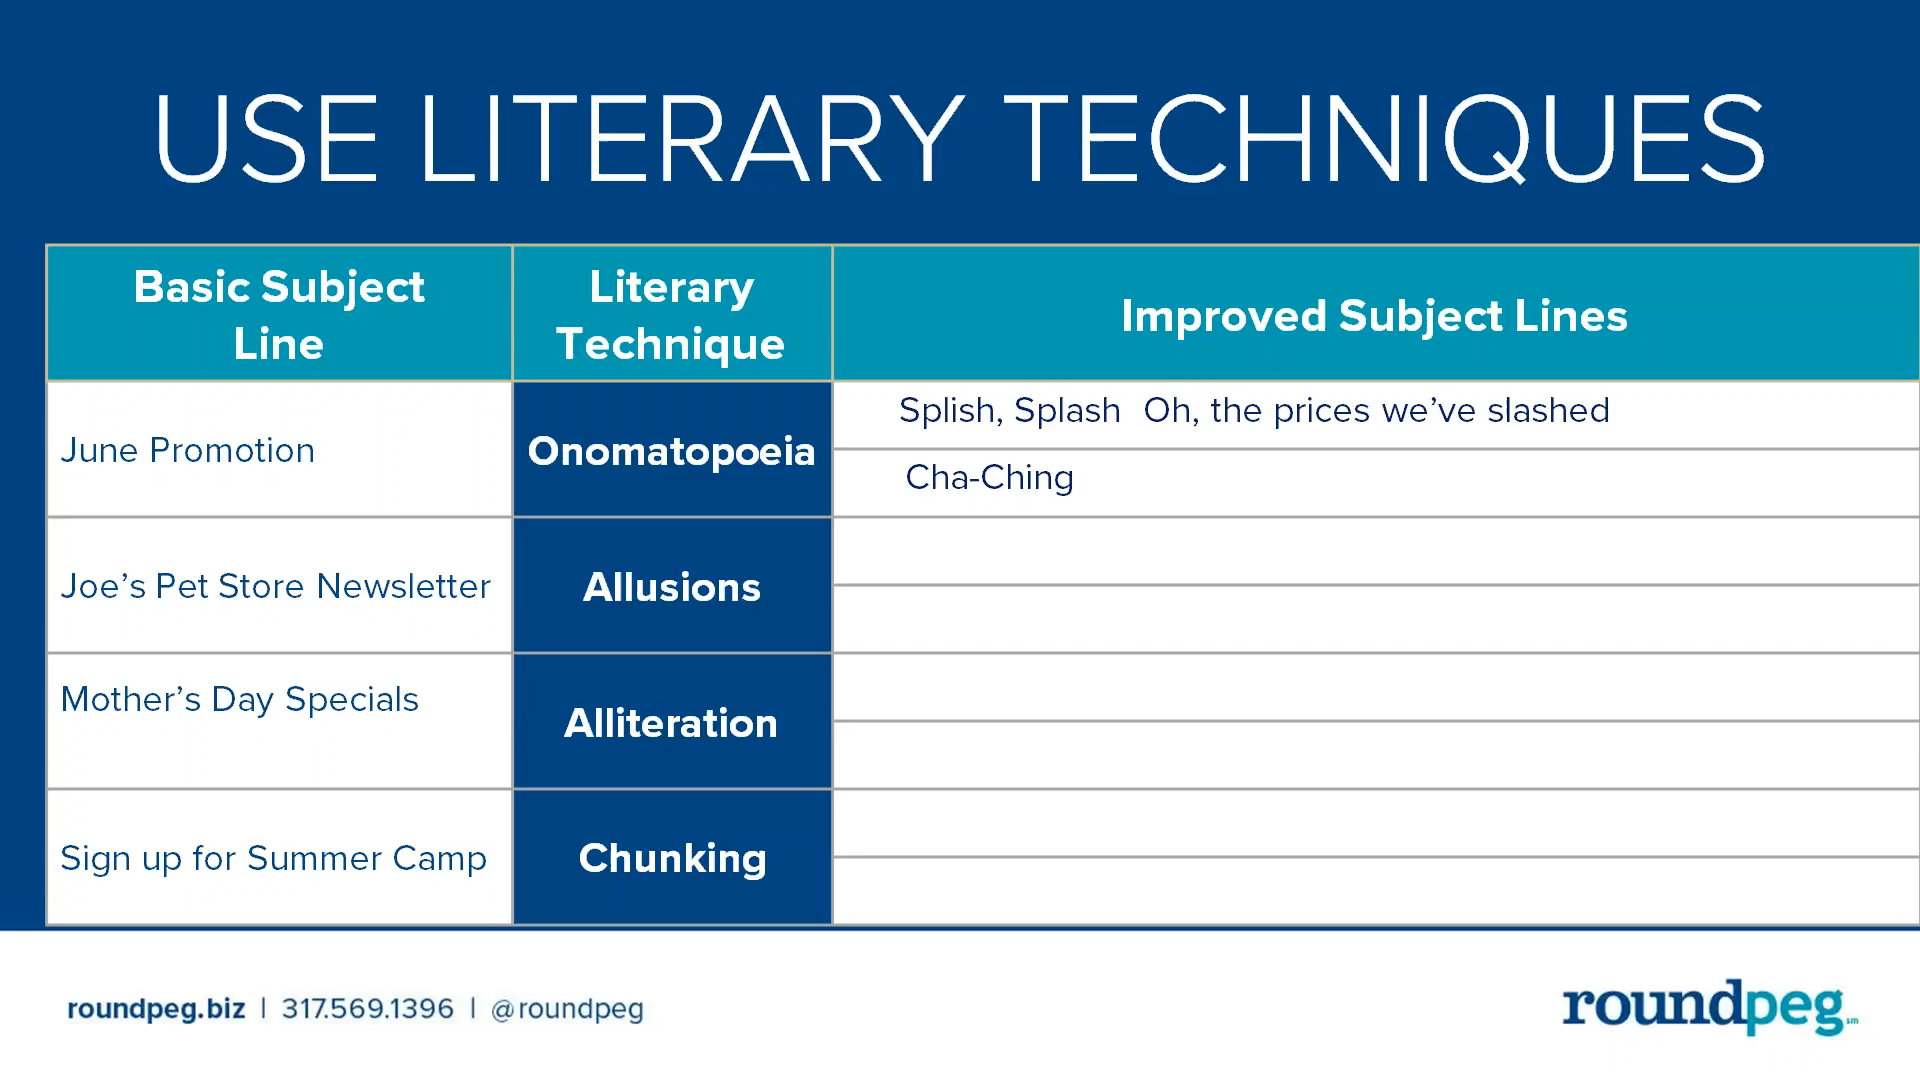 USE LITERARY TECHNIQUES
Basic Subject
Line
Literary
Technique
Improved Subject Lines
June Promotion
Onomatopoeia
Splish, Splash  Oh, the prices we’ve slashed
Cha-Ching
Joe’s Pet Store Newsletter
Allusions
Mother’s Day Specials
Alliteration
Sign up for Summer Camp
Chunking
roundpeg.biz | 317.569.1396 | @roundpeg
roundpeg℠